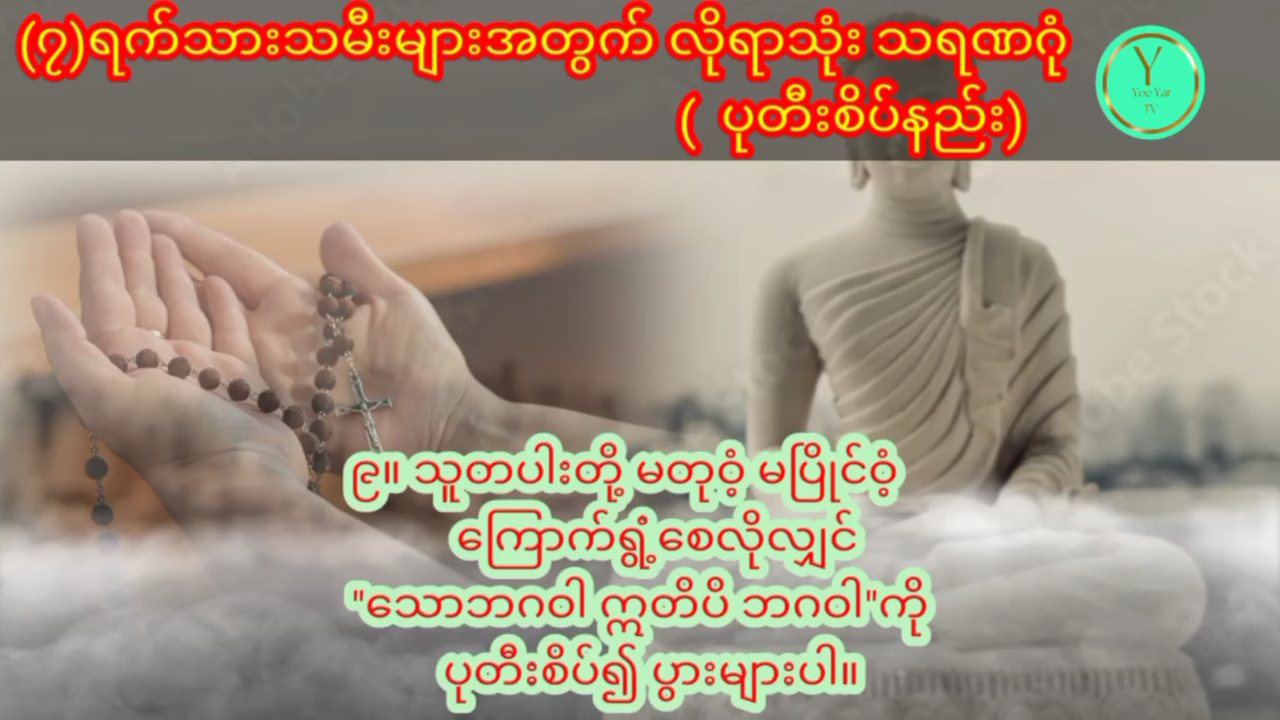 (၇)ရက်သားသမီးများအတွက် လိုရာသုံး သရဏဂုံ
( ပုတီးစိပ်နည်း)
Y
Yoe Yar
TV
၉။ သူတပါးတို့ မတုဝံ့ မပြိုင်ဝံ့
ကြောက်ရွံ့စေလိုလျှင်
"သောဘဂဝါ ဣတိပိ ဘဂဝါ"ကို
ပုတီးစိပ်၍ ပွားများပါ။